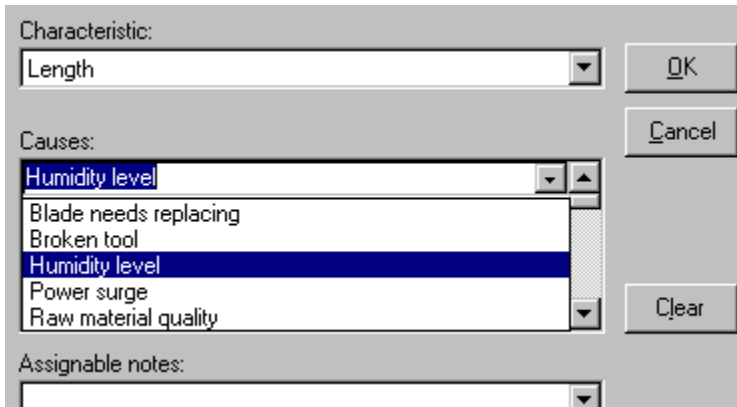 Characteristic:
Length
OK
Cancel
Causes:
Humidity level
Blade needs replacing
Broken tool
Humidity level
Power surge
Raw material quality
Clear
Assignable notes: